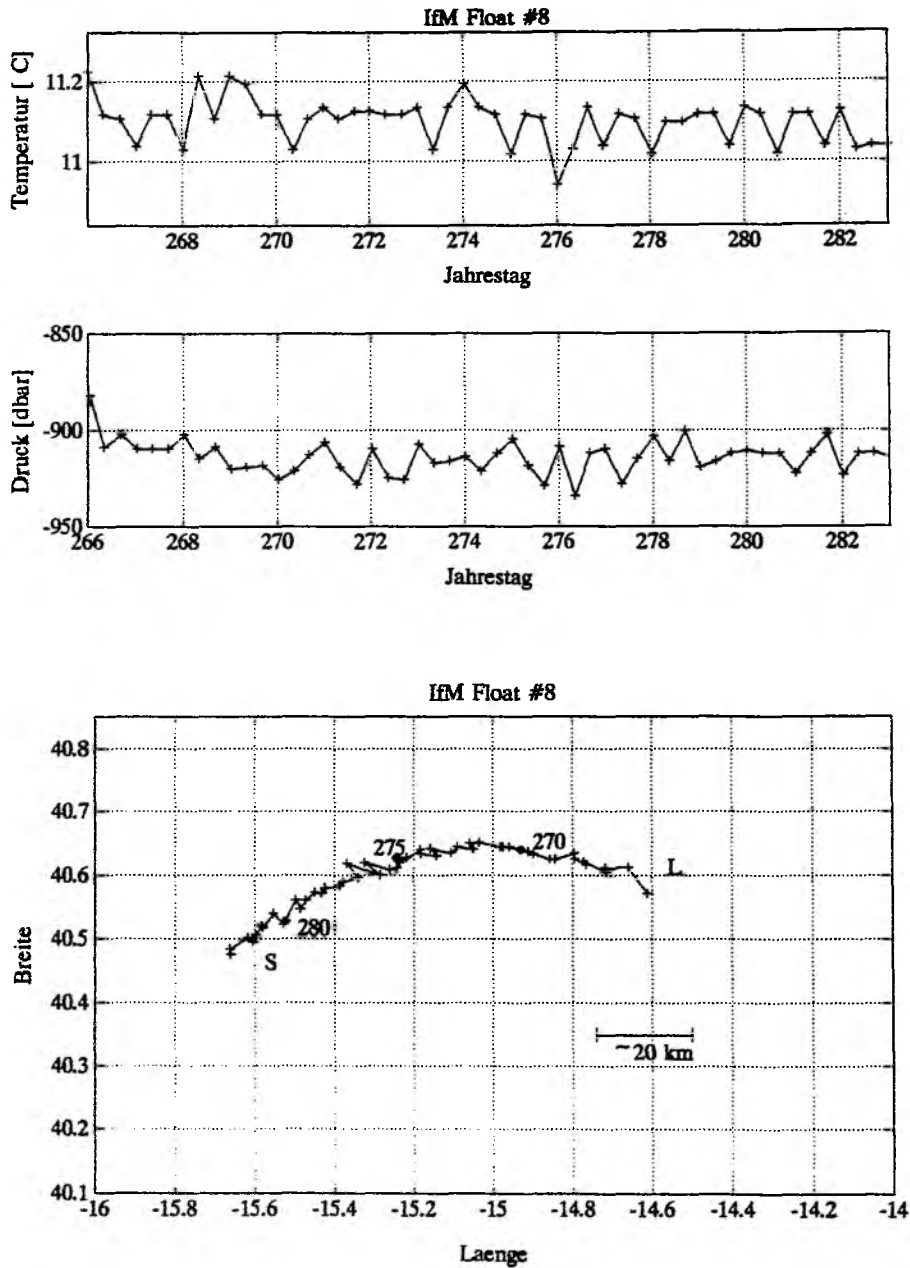 IfM Float #8
Temperatur [ C]
11.2
11
268 270 272 274 276 278 280 282
Jahrestag
Druck [dbar]
-850
-900
-950
266 268 270 272 274 276 278 280 282
Jahrestag
IfM Float #8
Breite
40.8
40.7
40.6
40.5
40.4
40.3
40.2
40.1
275
270
L
280
S
~20 km
-16 -15.8 -15.6 -15.4 -15.2 -15 -14.8 -14.6 -14.4 -14.2 -14
Laenge